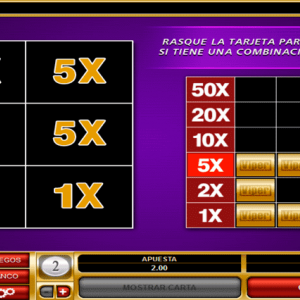 RASQUE LA TARJETA PAR
SI TIENE UNA COMBINACI
X 5X
5X
1X
50X
20X
10X
5X
2X
1X
EGOS
ANCO
2
APUESTA
2.00
MOSTRAR CARTA